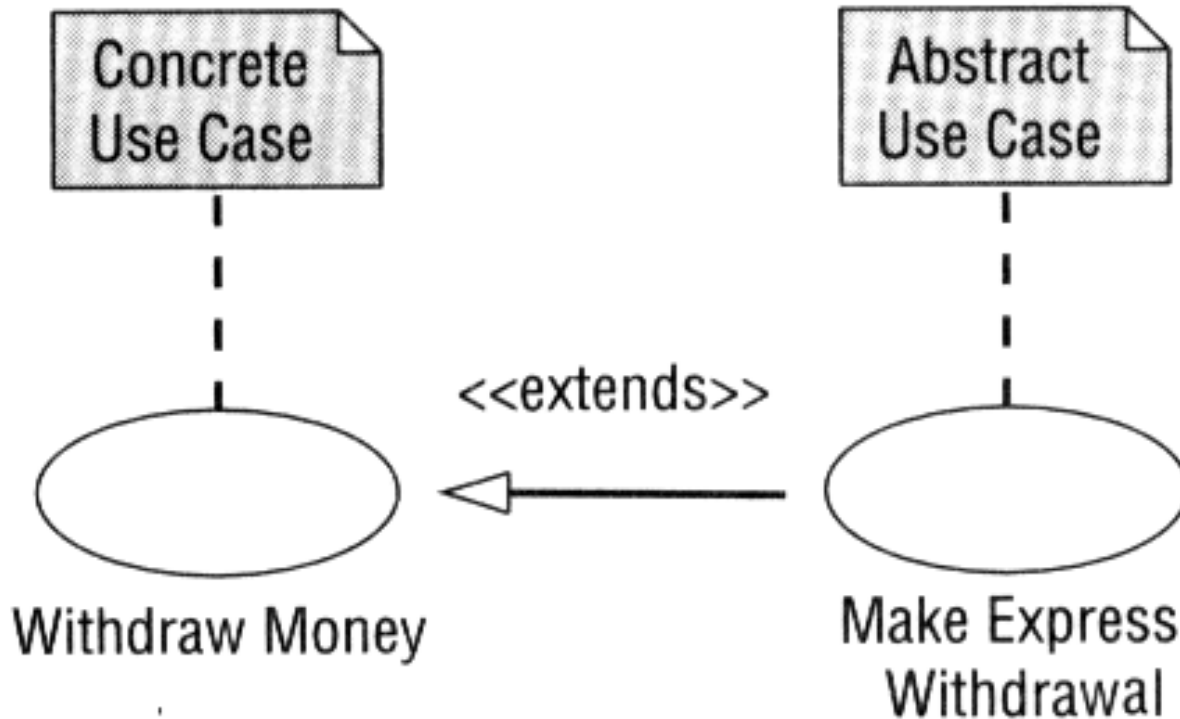 Concrete
Use Case
Abstract
Use Case
<<extends>>
Withdraw Money
Make Express
Withdrawal